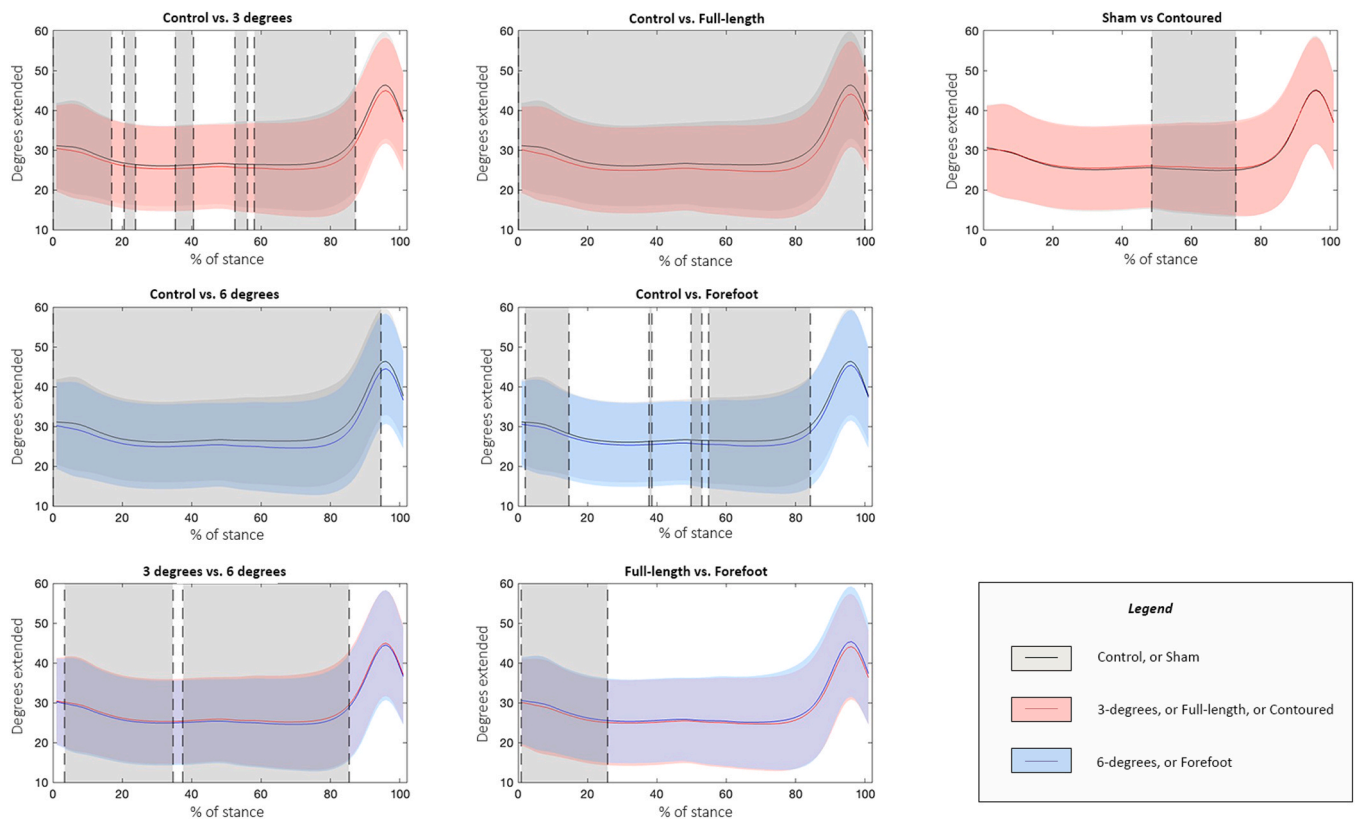 Control vs. 3 degrees
60
50
40
30
20
10
Degrees extended
0 20 40 60 80 100
% of stance
Control vs. Full-length
60
50
40
30
20
10
Degrees extended
0 20 40 60 80 100
% of stance
Sham vs Contoured
60
50
40
30
20
10
Degrees extended
0 20 40 60 80 100
% of stance
Control vs. 6 degrees
60
50
40
30
20
10
Degrees extended
0 20 40 60 80 100
% of stance
Control vs. Forefoot
60
50
40
30
20
10
Degrees extended
0 20 40 60 80 100
% of stance
3 degrees vs. 6 degrees
60
50
40
30
20
10
Degrees extended
0 20 40 60 80 100
% of stance
Full-length vs. Forefoot
60
50
40
30
20
10
Degrees extended
0 20 40 60 80 100
% of stance
Legend
Control, or Sham
3-degrees, or Full-length, or Contoured
6-degrees, or Forefoot